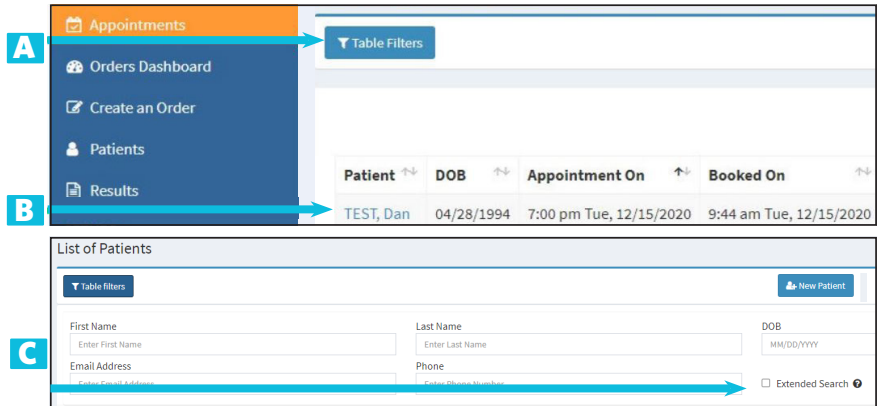 Appointments
A
Table Filters
Orders Dashboard
Create an Order
Patients
Results
Patient DOB Appointment On Booked On
B
TEST, Dan 04/28/1994 7:00 pm Tue, 12/15/2020 9:44 am Tue, 12/15/2020
List of Patients
Table filters
New Patient
First Name Last Name DOB
Enter First Name Enter Last Name MM/DD/YYYY
C
Email Address Phone
Enter Email Address Enter Phone Number
Extended Search